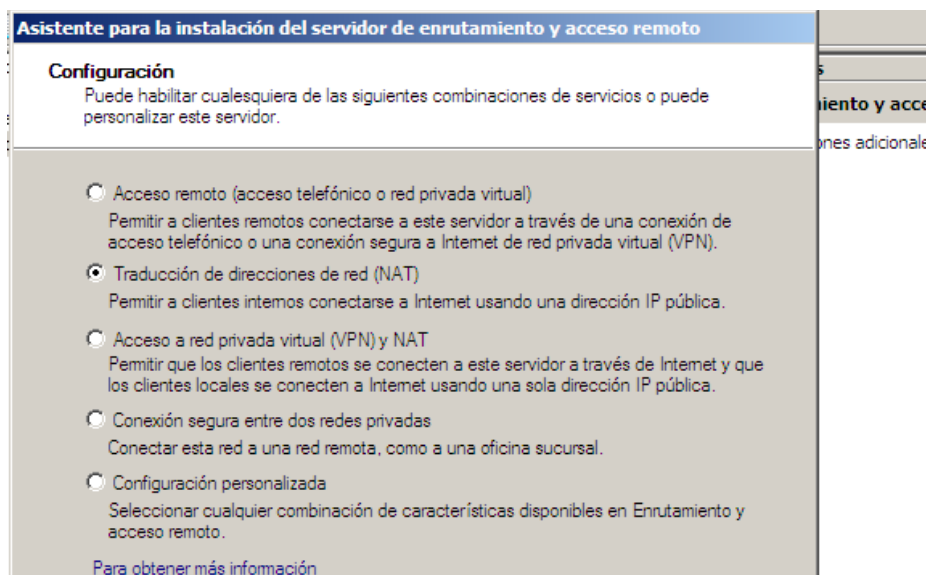 Asistente para la instalación del servidor de enrutamiento y acceso remoto
Configuración
Puede habilitar cualesquiera de las siguientes combinaciones de servicios o puede
personalizar este servidor.
Acceso remoto (acceso telefónico o red privada virtual)
Permitir a clientes remotos conectarse a este servidor a través de una conexión de
acceso telefónico o una conexión segura a Internet de red privada virtual (VPN).
Traducción de direcciones de red (NAT)
Permitir a clientes internos conectarse a Internet usando una dirección IP pública.
Acceso a red privada virtual (VPN) y NAT
Permitir que los clientes remotos se conecten a este servidor a través de Internet y que
los clientes locales se conecten a Internet usando una sola dirección IP pública.
Conexión segura entre dos redes privadas
Conectar esta red a una red remota, como a una oficina sucursal.
Configuración personalizada
Seleccionar cualquier combinación de características disponibles en Enrutamiento y
acceso remoto.
Para obtener más información
iento y acce
ones adicionale